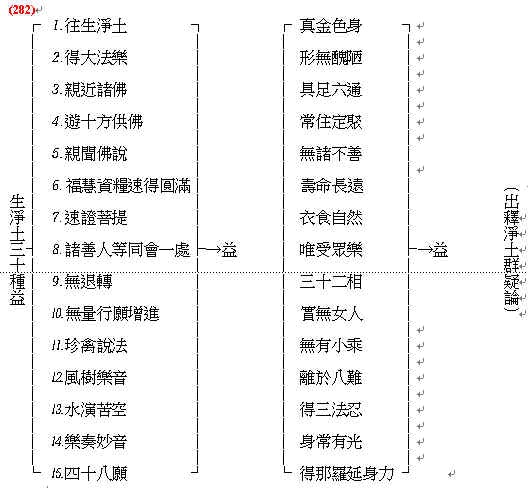 (282)
生淨土三十種益
1.往生淨土
2.得大法樂
3.親近諸佛
4.遊十方供佛
5.親聞佛說
6.福慧資糧速得圓滿
7.速證菩提
8.諸善人等同會一處
9.無退轉
10.無量行願增進
11.珍禽說法
12.風樹樂音
13.水演苦空
14.樂奏妙音
15.四十八願
→益
真金色身
形無醜陋
具足六通
常住定聚
無諸不善
壽命長遠
衣食自然
唯受眾樂
三十二相
實無女人
無有小乘
離於八難
得三法忍
身常有光
得那羅延身力
→益
(出釋淨土群疑論)